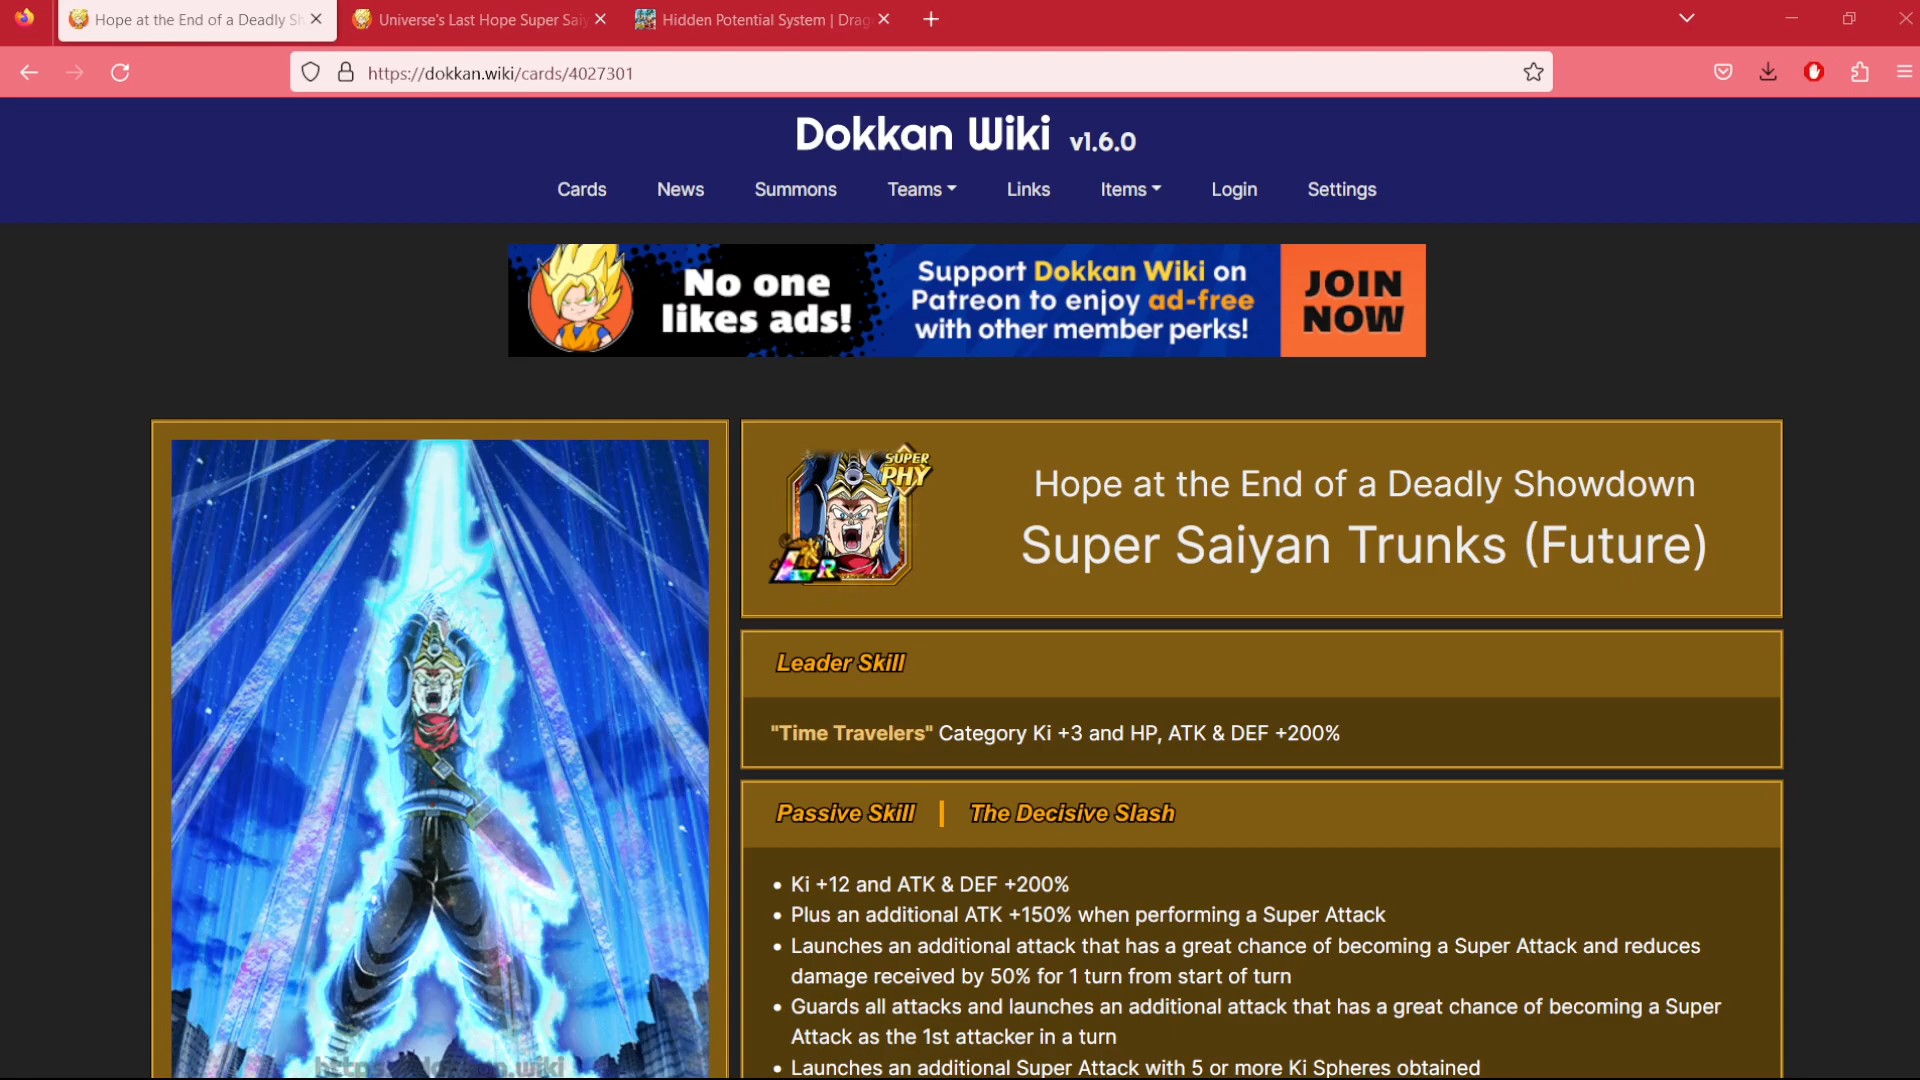 Hope at the End of a Deadly Sh
Universe's Last Hope Super Sai
Hidden Potential System | Drag
https://dokkan.wiki/cards/4027301
Dokkan Wiki v1.6.0
Cards News Summons Teams Links Items Login Settings
No one
likes ads!
Support Dokkan Wiki on
Patreon to enjoy ad-free
with other member perks!
JOIN
NOW
SUPER
PHY
Hope at the End of a Deadly Showdown
Super Saiyan Trunks (Future)
Leader Skill
"Time Travelers" Category Ki +3 and HP, ATK & DEF +200%
Passive Skill | The Decisive Slash
• Ki +12 and ATK & DEF +200%
• Plus an additional ATK +150% when performing a Super Attack
• Launches an additional attack that has a great chance of becoming a Super Attack and reduces
damage received by 50% for 1 turn from start of turn
• Guards all attacks and launches an additional attack that has a great chance of becoming a Super
Attack as the 1st attacker in a turn
• Launches an additional Super Attack with 5 or more Ki Spheres obtained